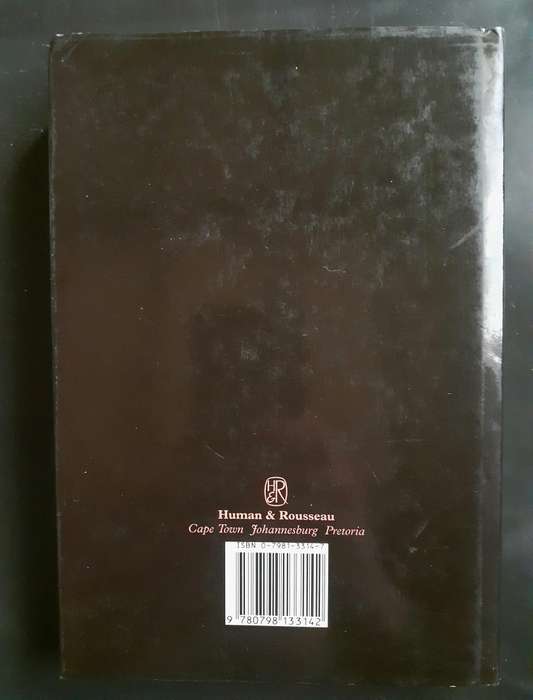 H&R
Human & Rousseau
Cape Town Johannesburg Pretoria
ISBN 0-7981-3314-7
9 780798 133142